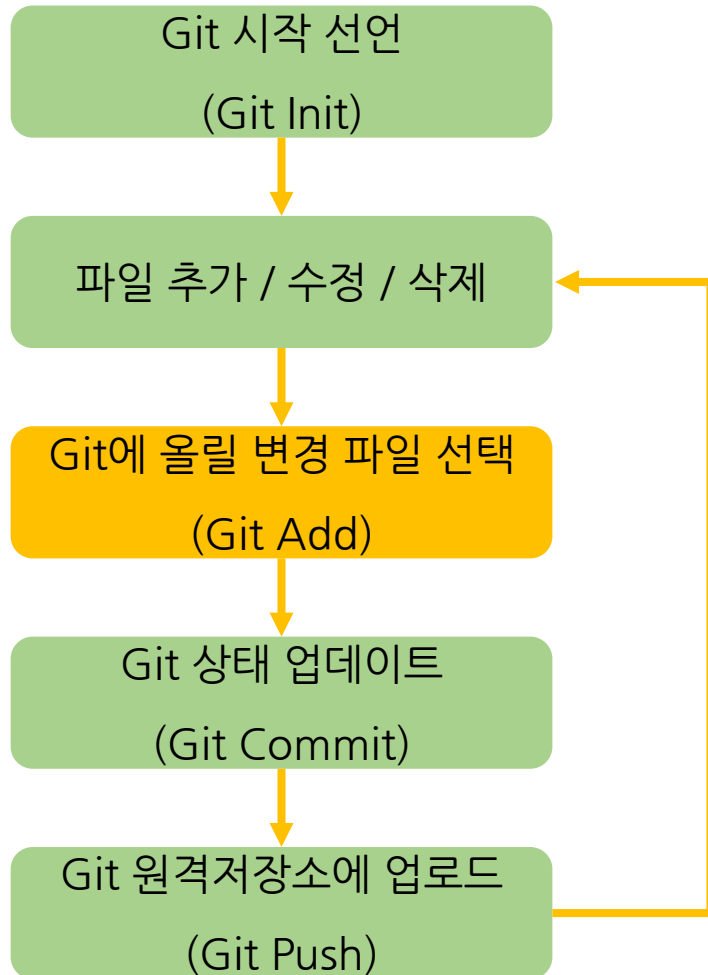 Git 시작 선언
(Git Init)
파일 추가 / 수정 / 삭제
Git에 올릴 변경 파일 선택
(Git Add)
Git 상태 업데이트
(Git Commit)
Git 원격저장소에 업로드
(Git Push)